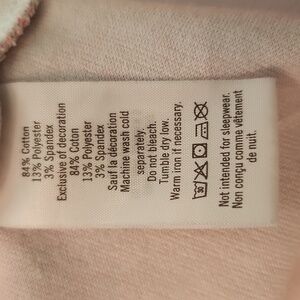 84% Cotton
13% Polyester
3% Spandex
Exclusive of decoration
84% Coton
13% Polyester
3% Spandex
Sauf la décoration
Machine wash cold
separately.
Do not bleach.
Tumble dry low.
Warm iron if necessary.
30
Not intended for sleepwear.
Non conçu comme vêtement
de nuit.